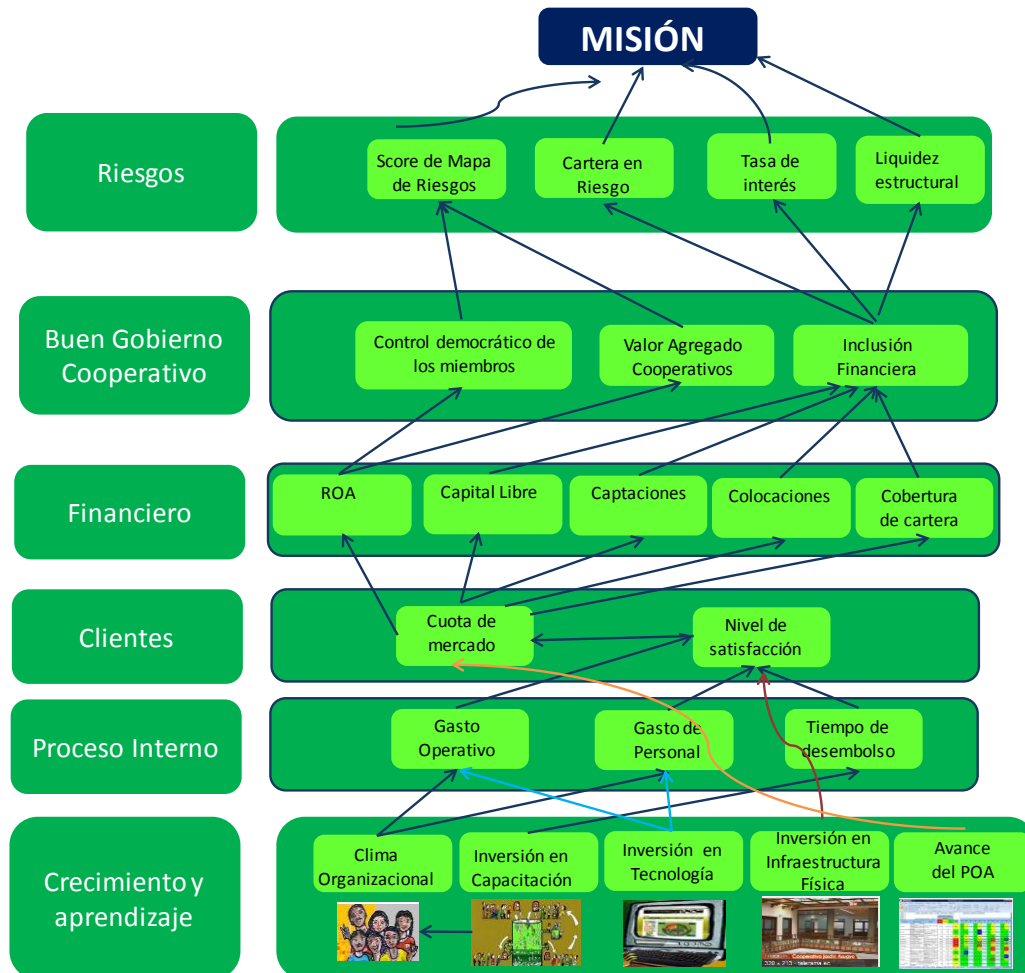 MISIÓN
Riesgos
Score de Mapa
de Riesgos
Cartera en
Riesgo
Tasa de
interés
Liquidez
estructural
Buen Gobierno
Cooperativo
Control democrático de
los miembros
Valor Agregado
Cooperativos
Inclusión
Financiera
Financiero
ROA
Capital Libre
Captaciones
Colocaciones
Cobertura
de cartera
Clientes
Cuota de
mercado
Nivel de
satisfacción
Proceso Interno
Gasto
Operativo
Gasto de
Personal
Tiempo de
desembolso
Crecimiento y
aprendizaje
Clima
Organizacional
Inversión en
Capacitación
Inversión en
Tecnología
Inversión en
Infraestructura
Física
Avance
del POA